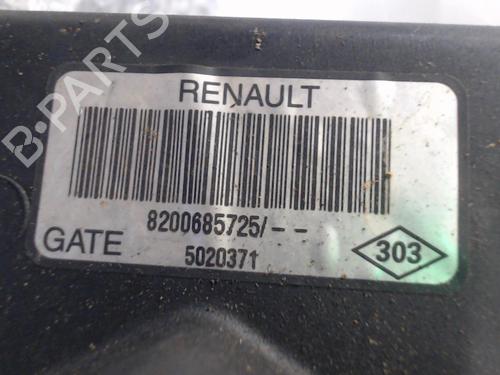 B-PARTS
RENAULT
8200685725/--
GATE
5020371
303